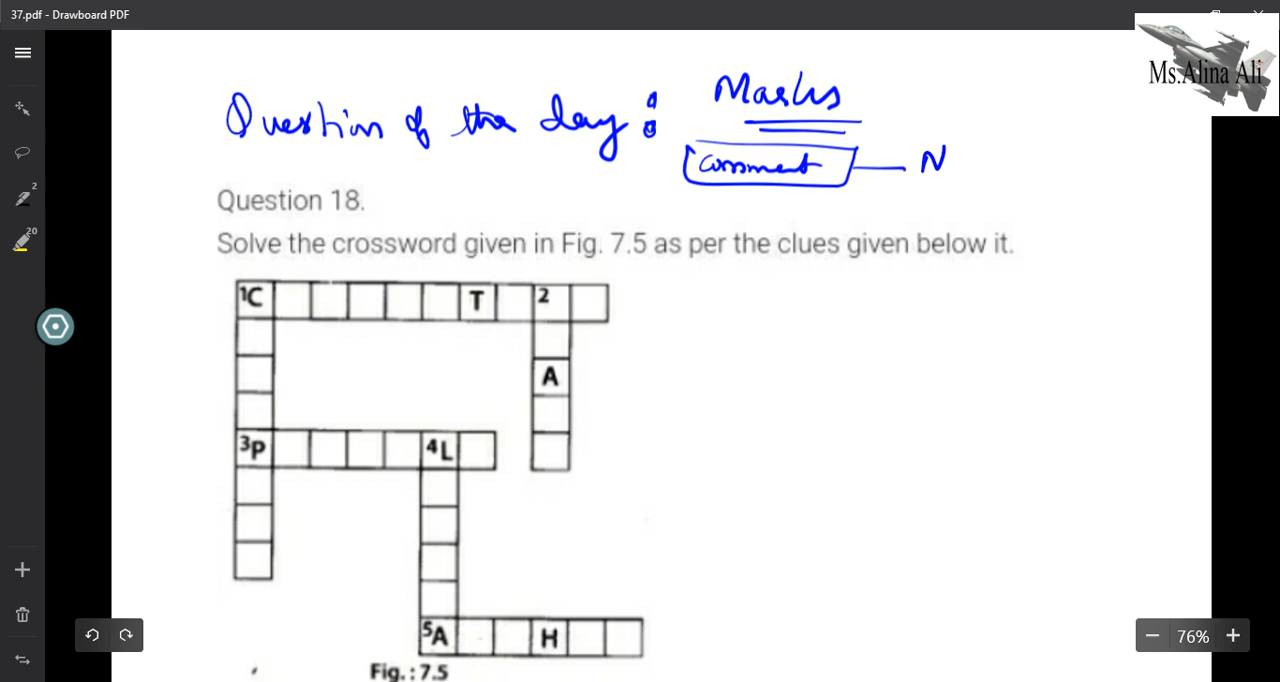 37.pdf - Drawboard PDF
Ms.Alina Ali
Question of the day : Marks
Comment — N
2
20
Question 18.
Solve the crossword given in Fig. 7.5 as per the clues given below it.
1C T 2
A
3P 4L
5A H
Fig. : 7.5
76%